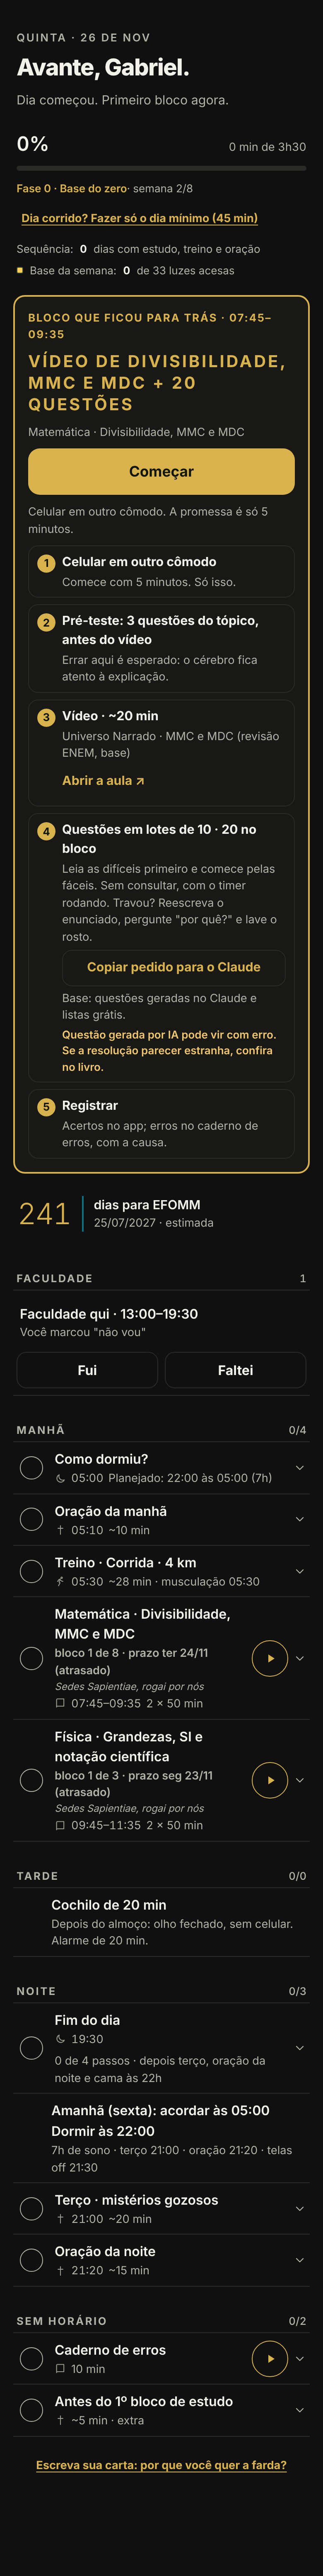 QUINTA · 26 DE NOV
Avante, Gabriel.
Dia começou. Primeiro bloco agora.
0%
0 min de 3h30
Fase 0 · Base do zero· semana 2/8
Dia corrido? Fazer só o dia mínimo (45 min)
Sequência: 0 dias com estudo, treino e oração
Base da semana: 0 de 33 luzes acesas
BLOCO QUE FICOU PARA TRÁS · 07:45–
09:35
VÍDEO DE DIVISIBILIDADE,
MMC E MDC + 20
QUESTÕES
Matemática · Divisibilidade, MMC e MDC
Começar
Celular em outro cômodo. A promessa é só 5
minutos.
1
Celular em outro cômodo
Comece com 5 minutos. Só isso.
2
Pré-teste: 3 questões do tópico,
antes do vídeo
Errar aqui é esperado: o cérebro fica
atento à explicação.
3
Vídeo · ~20 min
Universo Narrado · MMC e MDC (revisão
ENEM, base)
Abrir a aula ↗
4
Questões em lotes de 10 · 20 no
bloco
Leia as difíceis primeiro e comece pelas
fáceis. Sem consultar, com o timer
rodando. Travou? Reescreva o
enunciado, pergunte "por quê?" e lave o
rosto.
Copiar pedido para o Claude
Base: questões geradas no Claude e
listas grátis.
Questão gerada por IA pode vir com erro.
Se a resolução parecer estranha, confira
no livro.
5
Registrar
Acertos no app; erros no caderno de
erros, com a causa.
241
dias para EFOMM
25/07/2027 · estimada
FACULDADE
1
Faculdade qui · 13:00–19:30
Você marcou "não vou"
Fui
Faltei
MANHÃ
0/4
Como dormiu?
05:00 Planejado: 22:00 às 05:00 (7h)
Oração da manhã
05:10 ~10 min
Treino · Corrida · 4 km
05:30 ~28 min · musculação 05:30
Matemática · Divisibilidade,
MMC e MDC
bloco 1 de 8 · prazo ter 24/11
(atrasado)
Sedes Sapientiae, rogai por nós
07:45–09:35 2 × 50 min
Física · Grandezas, SI e
notação científica
bloco 1 de 3 · prazo seg 23/11
(atrasado)
Sedes Sapientiae, rogai por nós
09:45–11:35 2 × 50 min
TARDE
0/0
Cochilo de 20 min
Depois do almoço: olho fechado, sem celular.
Alarme de 20 min.
NOITE
0/3
Fim do dia
19:30
0 de 4 passos · depois terço, oração da
noite e cama às 22h
Amanhã (sexta): acordar às 05:00
Dormir às 22:00
7h de sono · terço 21:00 · oração 21:20 · telas
off 21:30
Terço · mistérios gozosos
21:00 ~20 min
Oração da noite
21:20 ~15 min
SEM HORÁRIO
0/2
Caderno de erros
10 min
Antes do 1º bloco de estudo
~5 min · extra
Escreva sua carta: por que você quer a farda?